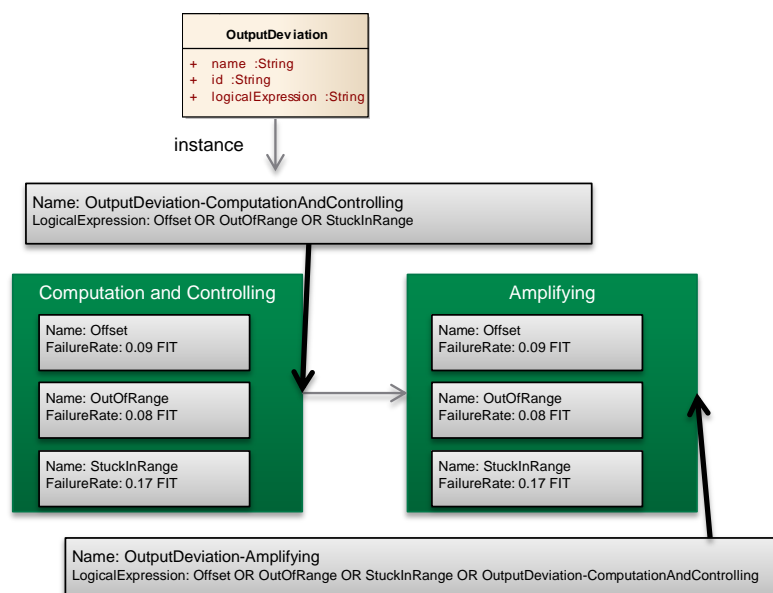 OutputDeviation
+ name :String
+ id :String
+ logicalExpression :String
instance
Name: OutputDeviation-ComputationAndControlling
LogicalExpression: Offset OR OutOfRange OR StuckInRange
Computation and Controlling
Name: Offset
FailureRate: 0.09 FIT
Name: OutOfRange
FailureRate: 0.08 FIT
Name: StuckInRange
FailureRate: 0.17 FIT
Amplifying
Name: Offset
FailureRate: 0.09 FIT
Name: OutOfRange
FailureRate: 0.08 FIT
Name: StuckInRange
FailureRate: 0.17 FIT
Name: OutputDeviation-Amplifying
LogicalExpression: Offset OR OutOfRange OR StuckInRange OR OutputDeviation-ComputationAndControlling